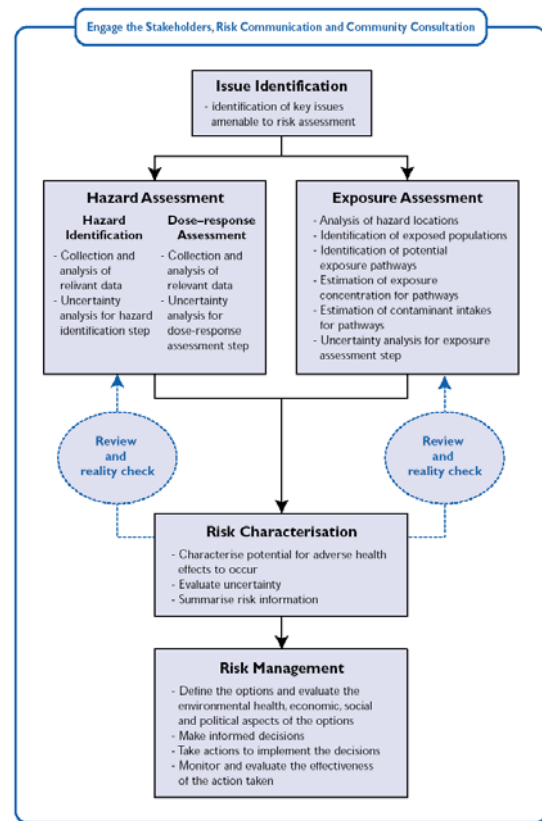 Engage the Stakeholders, Risk Communication and Community Consultation
Issue Identification
- identification of key issues
amenable to risk assessment
Hazard Assessment
Hazard
Identification
- Collection and
analysis of
relivant data
- Uncertainty
analysis for hazard
identification step
Dose–response
Assessment
- Collection and
analysis of
relevant data
- Uncertainty
analysis for
dose-response
assessment step
Exposure Assessment
- Analysis of hazard locations
- Identification of exposed populations
- Identification of potential
exposure pathways
- Estimation of exposure
concentration for pathways
- Estimation of contaminant intakes
for pathways
- Uncertainty analysis for exposure
assessment step
Review
and
reality check
Review
and
reality check
Risk Characterisation
- Characterise potential for adverse health
effects to occur
- Evaluate uncertainty
- Summarise risk information
Risk Management
- Define the options and evaluate the
environmental health, economic, social
and political aspects of the options
- Make informed decisions
- Take actions to implement the decisions
- Monitor and evaluate the effectiveness
of the action taken